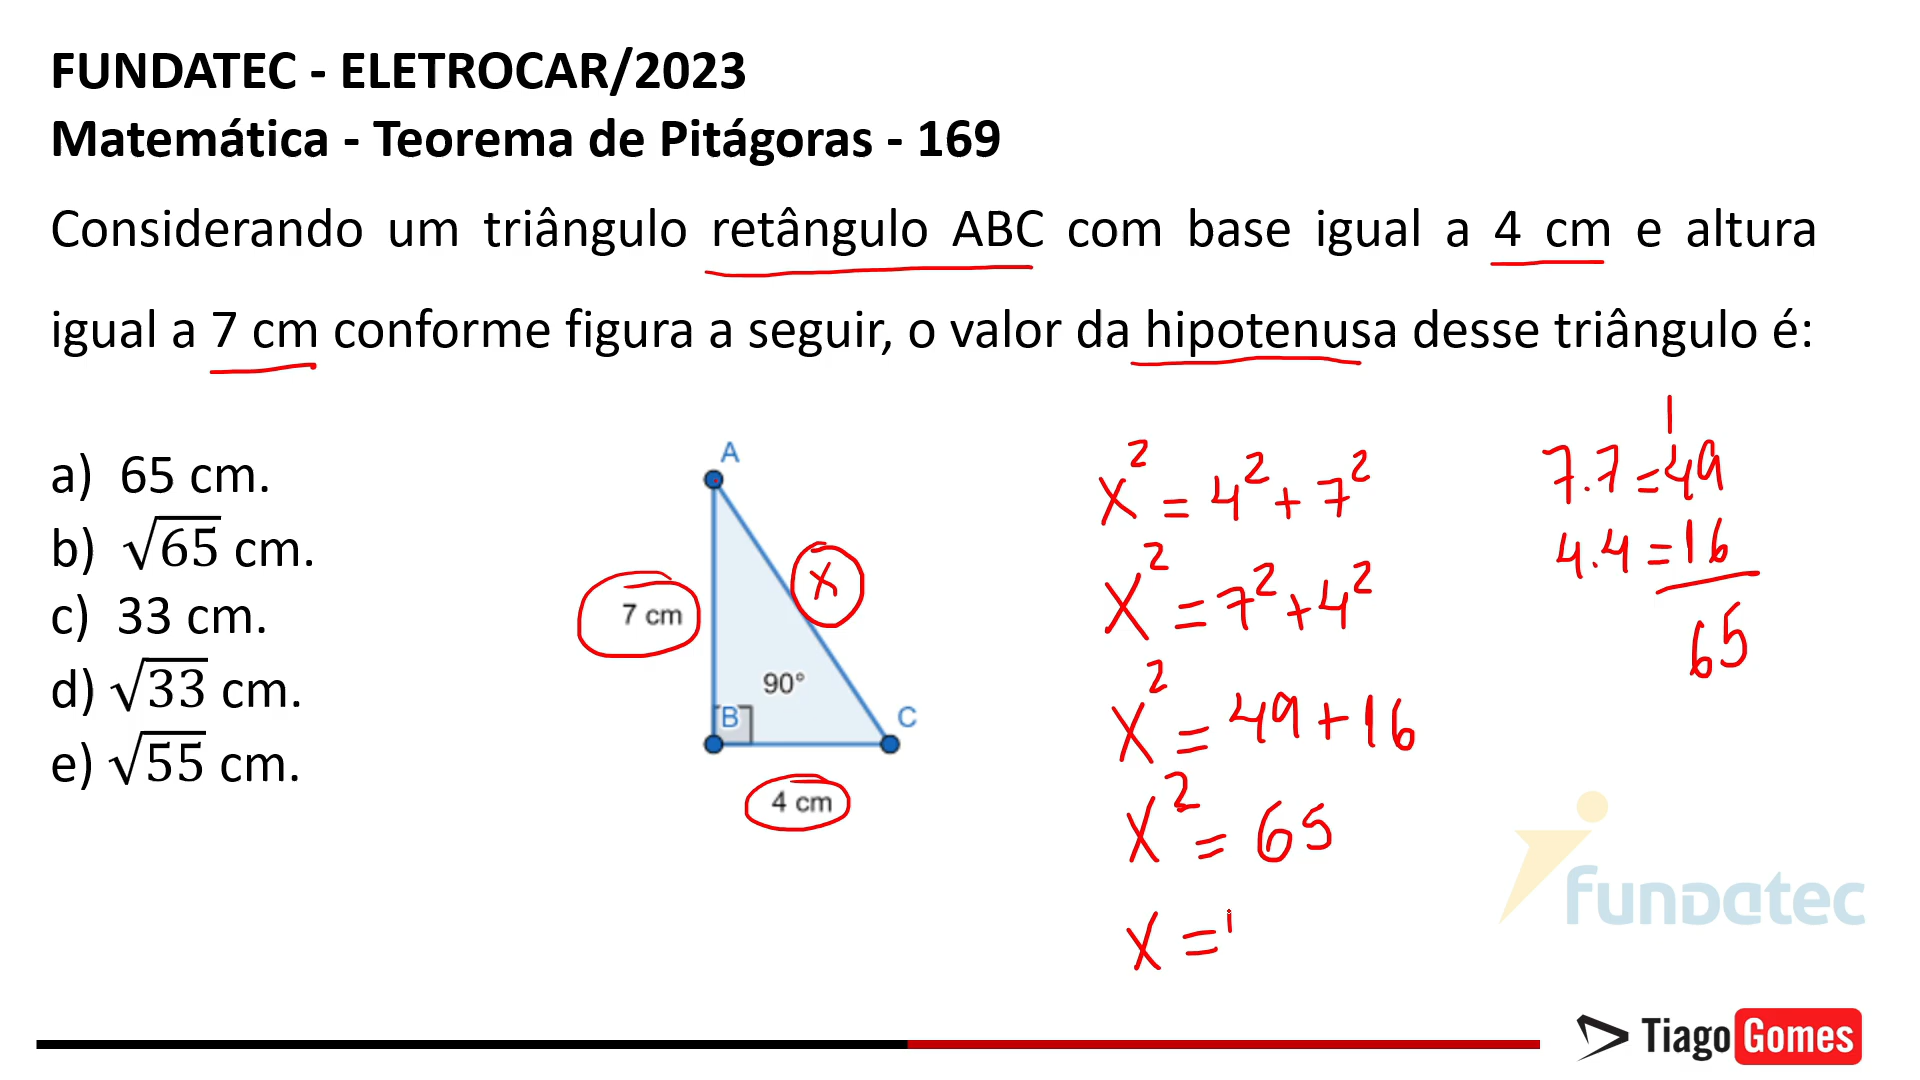 FUNDATEC - ELETROCAR/2023
Matemática - Teorema de Pitágoras - 169
Considerando um triângulo retângulo ABC com base igual a 4 cm e altura
igual a 7 cm conforme figura a seguir, o valor da hipotenusa desse triângulo é:
a) 65 cm.
b) √65 cm.
c) 33 cm.
d) √33 cm.
e) √55 cm.
A
7 cm
X
90°
B
C
4 cm
X² = 4² + 7²
X² = 7² + 4²
X² = 49 + 16
X² = 65
X =
1
7.7 = 49
4.4 = 16
65
fundatec
Tiago Gomes